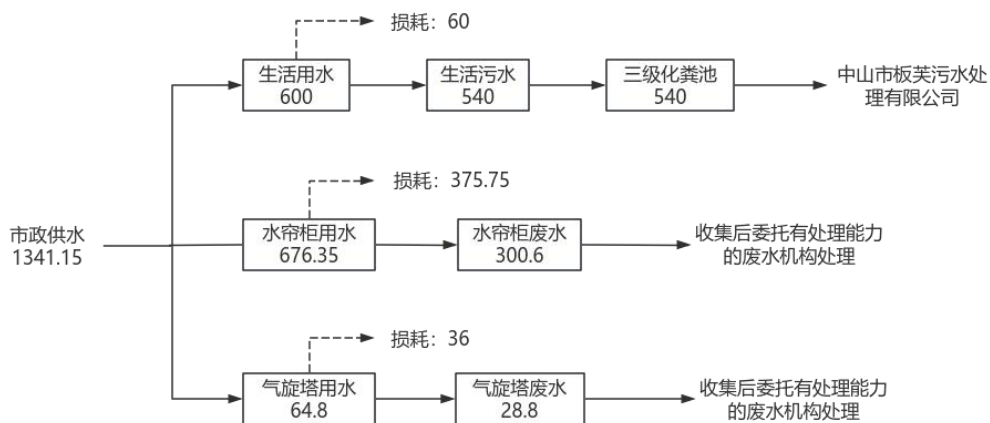 损耗：60
生活用水
600
生活污水
540
三级化粪池
540
中山市板芙污水处
理有限公司
损耗：375.75
市政供水
1341.15
水帘柜用水
676.35
水帘柜废水
300.6
收集后委托有处理能力
的废水机构处理
损耗：36
气旋塔用水
64.8
气旋塔废水
28.8
收集后委托有处理能力
的废水机构处理